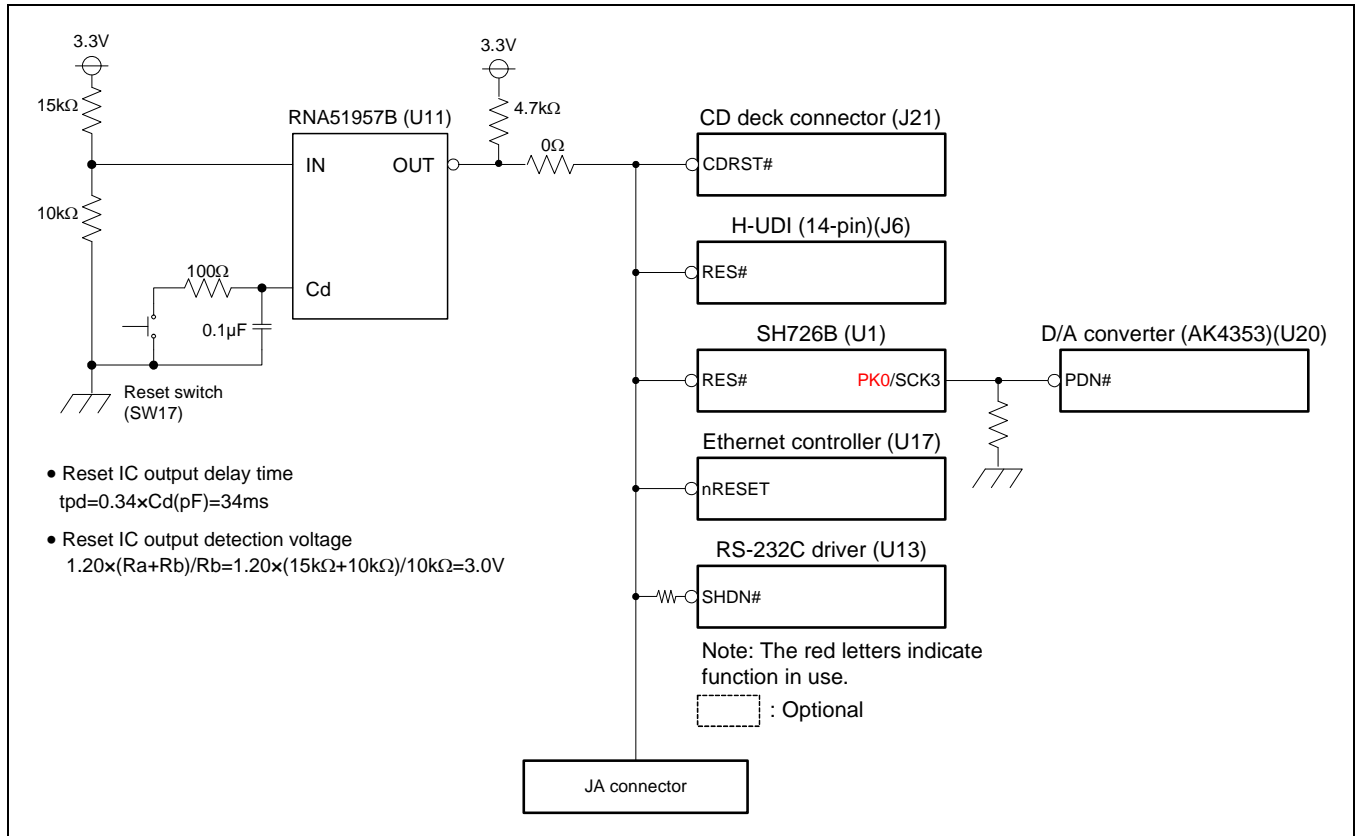 3.3V
15kΩ
10kΩ
RNA51957B (U11)
IN
OUT
Cd
100Ω
0.1µF
Reset switch
(SW17)
3.3V
4.7kΩ
0Ω
CD deck connector (J21)
CDRST#
H-UDI (14-pin)(J6)
RES#
SH726B (U1)
RES#
PK0/SCK3
D/A converter (AK4353)(U20)
PDN#
Ethernet controller (U17)
nRESET
RS-232C driver (U13)
SHDN#
• Reset IC output delay time
tpd=0.34×Cd(pF)=34ms
• Reset IC output detection voltage
1.20×(Ra+Rb)/Rb=1.20×(15kΩ+10kΩ)/10kΩ=3.0V
Note: The red letters indicate
function in use.
: Optional
JA connector